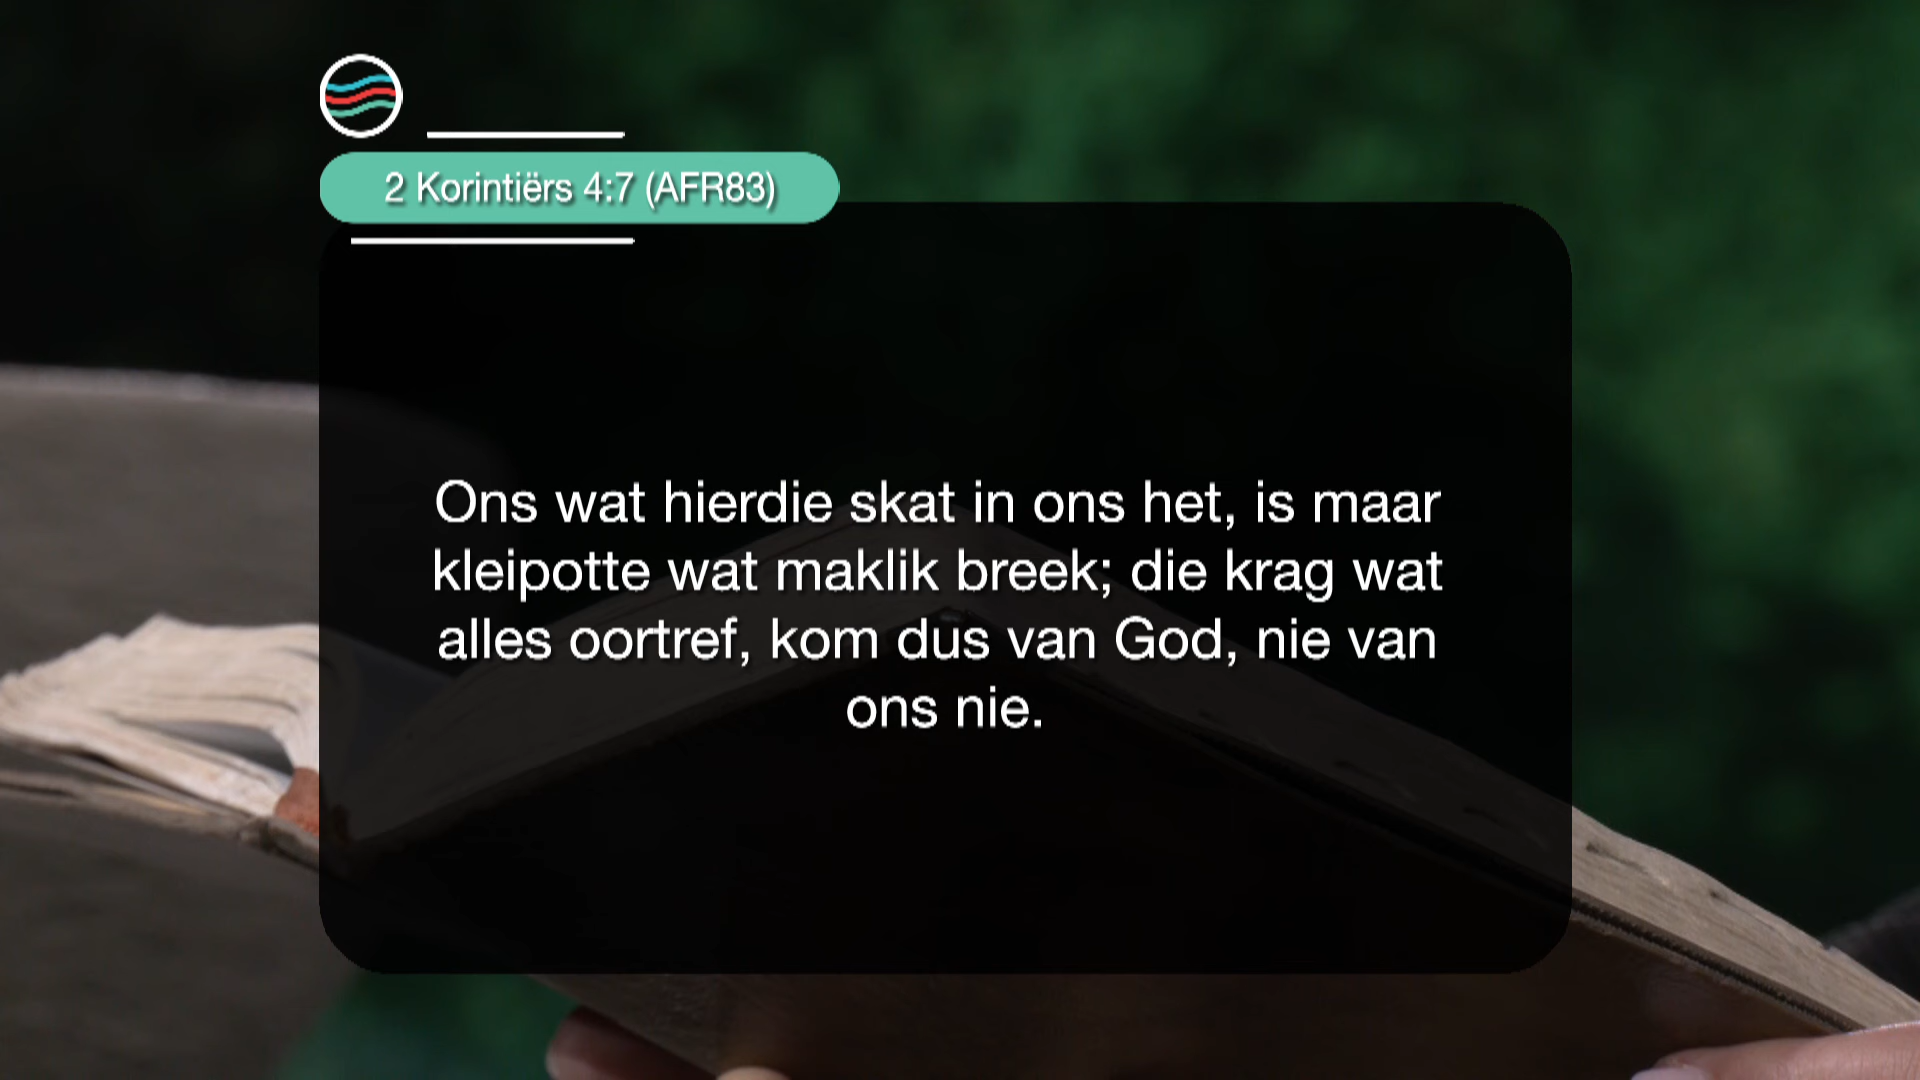 2 Korintiërs 4:7 (AFR83)
Ons wat hierdie skat in ons het, is maar
kleipotte wat maklik breek; die krag wat
alles oortref, kom dus van God, nie van
ons nie.